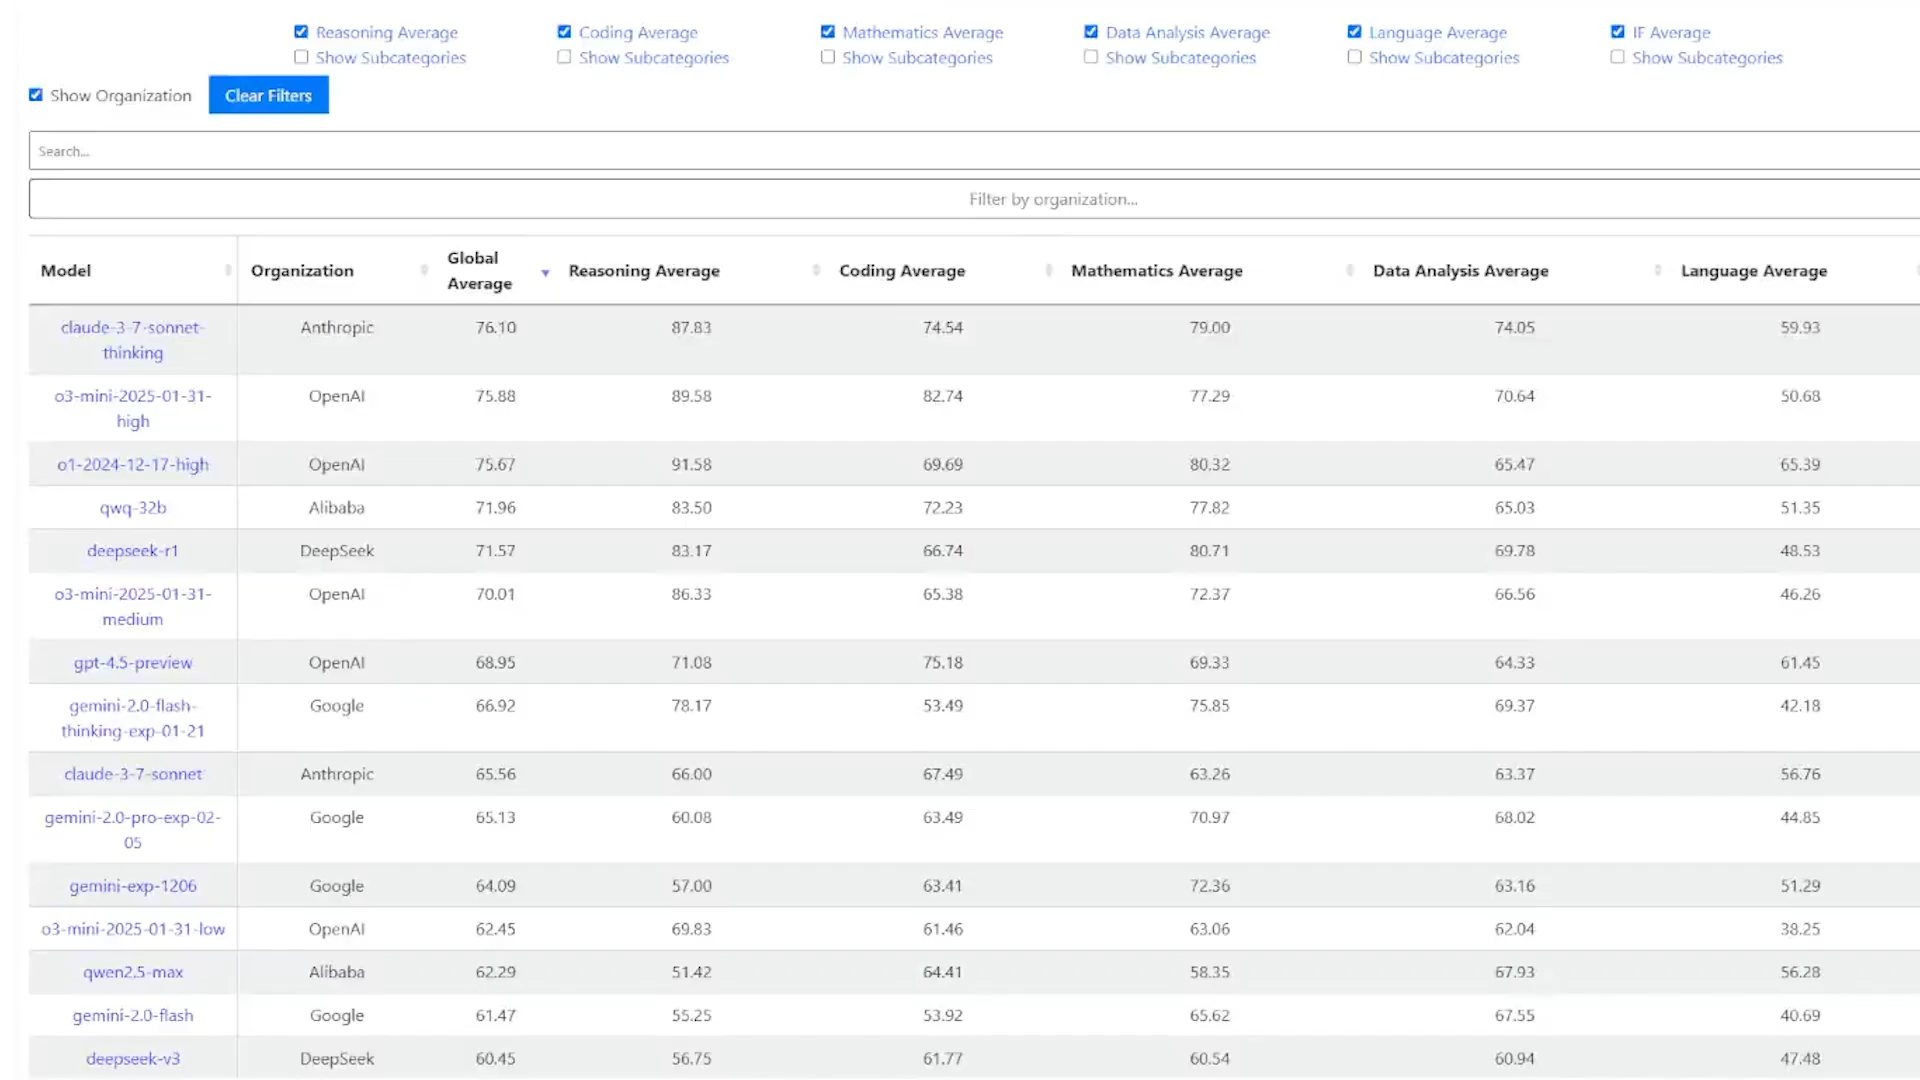 Reasoning Average Coding Average Mathematics Average Data Analysis Average Language Average IF Average
Show Subcategories Show Subcategories Show Subcategories Show Subcategories Show Subcategories Show Subcategories
Show Organization Clear Filters
Search...
Filter by organization...
Model Organization Global Average Reasoning Average Coding Average Mathematics Average Data Analysis Average Language Average
claude-3-7-sonnet-
thinking Anthropic 76.10 87.83 74.54 79.00 74.05 59.93
o3-mini-2025-01-31-
high OpenAI 75.88 89.58 82.74 77.29 70.64 50.68
o1-2024-12-17-high OpenAI 75.67 91.58 69.69 80.32 65.47 65.39
qwq-32b Alibaba 71.96 83.50 72.23 77.82 65.03 51.35
deepseek-r1 DeepSeek 71.57 83.17 66.74 80.71 69.78 48.53
o3-mini-2025-01-31-
medium OpenAI 70.01 86.33 65.38 72.37 66.56 46.26
gpt-4.5-preview OpenAI 68.95 71.08 75.18 69.33 64.33 61.45
gemini-2.0-flash-
thinking-exp-01-21 Google 66.92 78.17 53.49 75.85 69.37 42.18
claude-3-7-sonnet Anthropic 65.56 66.00 67.49 63.26 63.37 56.76
gemini-2.0-pro-exp-02-
05 Google 65.13 60.08 63.49 70.97 68.02 44.85
gemini-exp-1206 Google 64.09 57.00 63.41 72.36 63.16 51.29
o3-mini-2025-01-31-low OpenAI 62.45 69.83 61.46 63.06 62.04 38.25
qwen2.5-max Alibaba 62.29 51.42 64.41 58.35 67.93 56.28
gemini-2.0-flash Google 61.47 55.25 53.92 65.62 67.55 40.69
deepseek-v3 DeepSeek 60.45 56.75 61.77 60.54 60.94 47.48